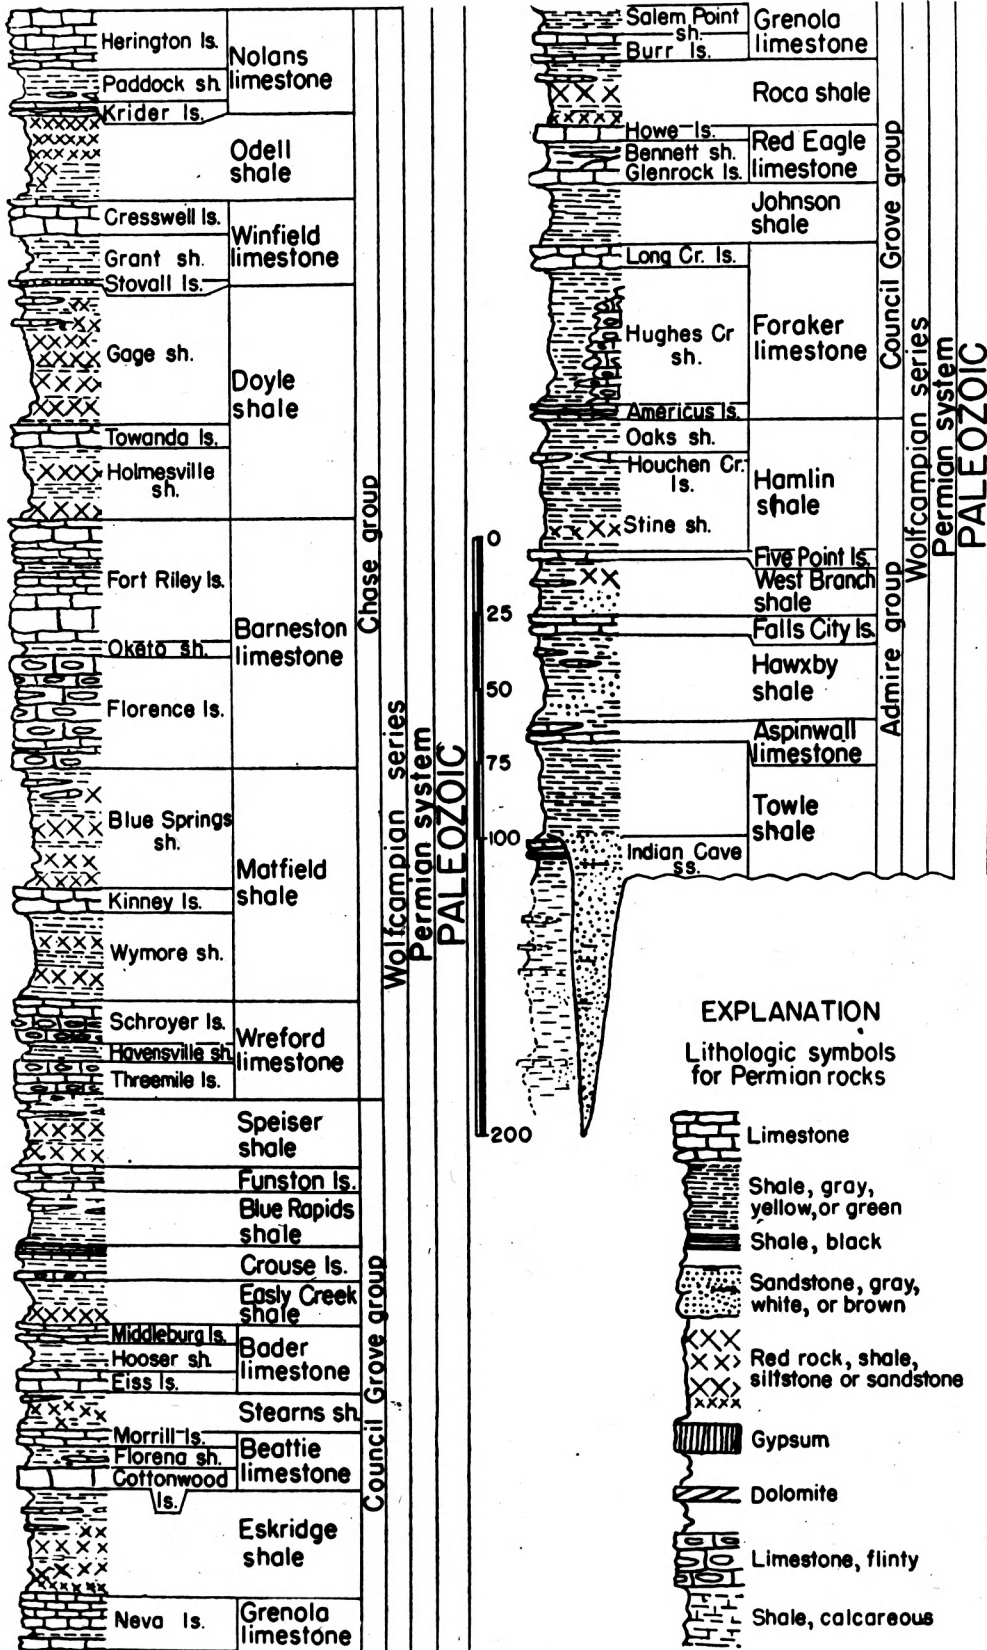 Herington ls.
Paddock sh.
Krider ls.
Nolans
limestone
Odell
shale
Cresswell ls.
Grant sh.
Stovall ls.
Winfield
limestone
Gage sh.
Towanda ls.
Holmesville
sh.
Doyle
shale
Fort Riley ls.
Oketo sh.
Florence ls.
Barneston
limestone
Blue Springs
sh.
Kinney ls.
Wymore sh.
Matfield
shale
Schroyer ls.
Havensville sh.
Threemile ls.
Wreford
limestone
Speiser
shale
Funston ls.
Blue Rapids
shale
Crouse ls.
Easly Creek
shale
Middleburg ls.
Hooser sh.
Eiss ls.
Bader
limestone
Stearns sh.
Morrill ls.
Florena sh.
Cottonwood
ls.
Beattie
limestone
Eskridge
shale
Neva ls.
Grenola
limestone
Chase group
Council Grove group
Wolfcampian series
Permian system
PALEOZOIC
0
25
50
75
100
200
Salem Point
sh.
Burr ls.
Grenola
limestone
Roca shale
Howe ls.
Bennett sh.
Glenrock ls.
Red Eagle
limestone
Johnson
shale
Long Cr. ls.
Hughes Cr
sh.
Americus ls.
Foraker
limestone
Oaks sh.
Houchen Cr.
ls.
Stine sh.
Hamlin
shale
Five Point ls.
West Branch
shale
Falls City ls.
Hawxby
shale
Aspinwall
limestone
Towle
shale
Indian Cave
ss.
Council Grove group
Admire group
Wolfcampian series
Permian system
PALEOZOIC
EXPLANATION
Lithologic symbols
for Permian rocks
Limestone
Shale, gray,
yellow, or green
Shale, black
Sandstone, gray,
white, or brown
Red rock, shale,
siltstone or sandstone
Gypsum
Dolomite
Limestone, flinty
Shale, calcareous